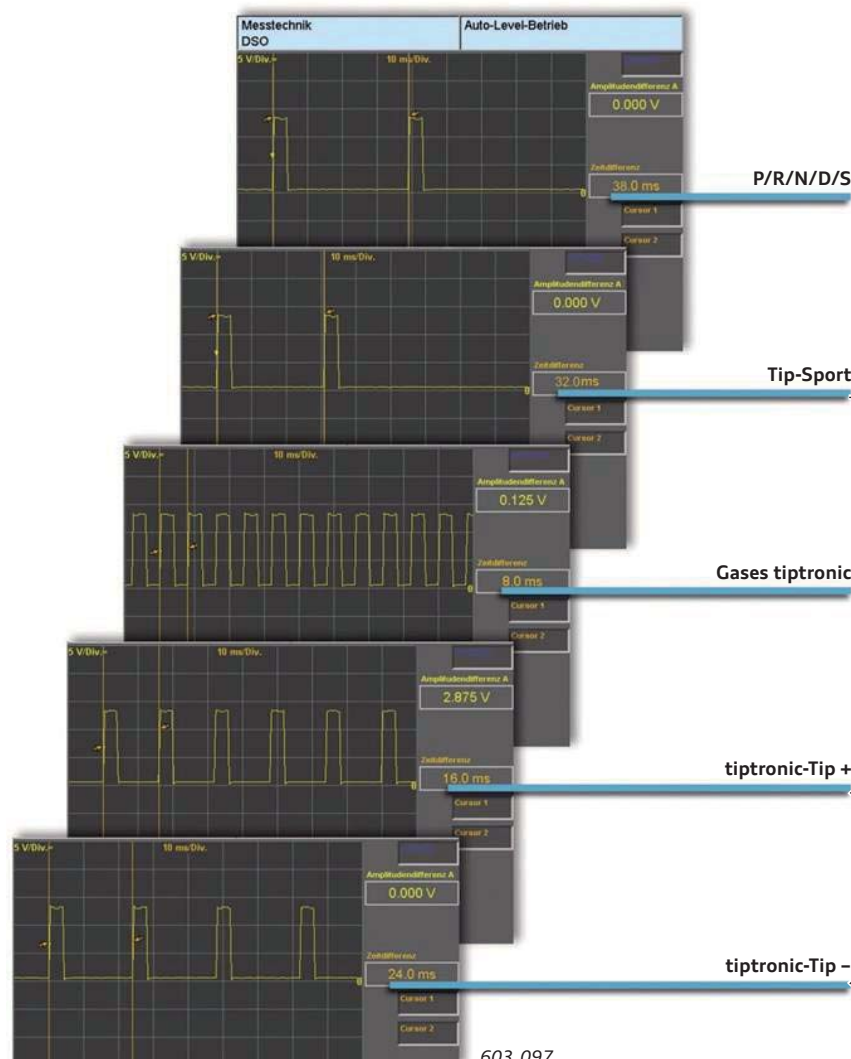 Messtechnik
DSO
Auto-Level-Betrieb
5 V/Div.=
10 ms/Div.
Amplitudendifferenz A
0.000 V
Zeitdifferenz
38.0 ms
Cursor 1
Cursor 2
P/R/N/D/S
5 V/Div.=
10 ms/Div.
Amplitudendifferenz A
0.000 V
Zeitdifferenz
32.0ms
Cursor 1
Cursor 2
Tip-Sport
5 V/Div.=
10 ms/Div.
Amplitudendifferenz A
0.125 V
Zeitdifferenz
8.0 ms
Cursor 1
Cursor 2
Gases tiptronic
5 V/Div.=
10 ms/Div.
Amplitudendifferenz A
2.875 V
Zeitdifferenz
16.0 ms
Cursor 1
Cursor 2
tiptronic-Tip +
5 V/Div.=
10 ms/Div.
Amplitudendifferenz A
0.000 V
Zeitdifferenz
24.0 ms
Cursor 1
Cursor 2
tiptronic-Tip –
603_097